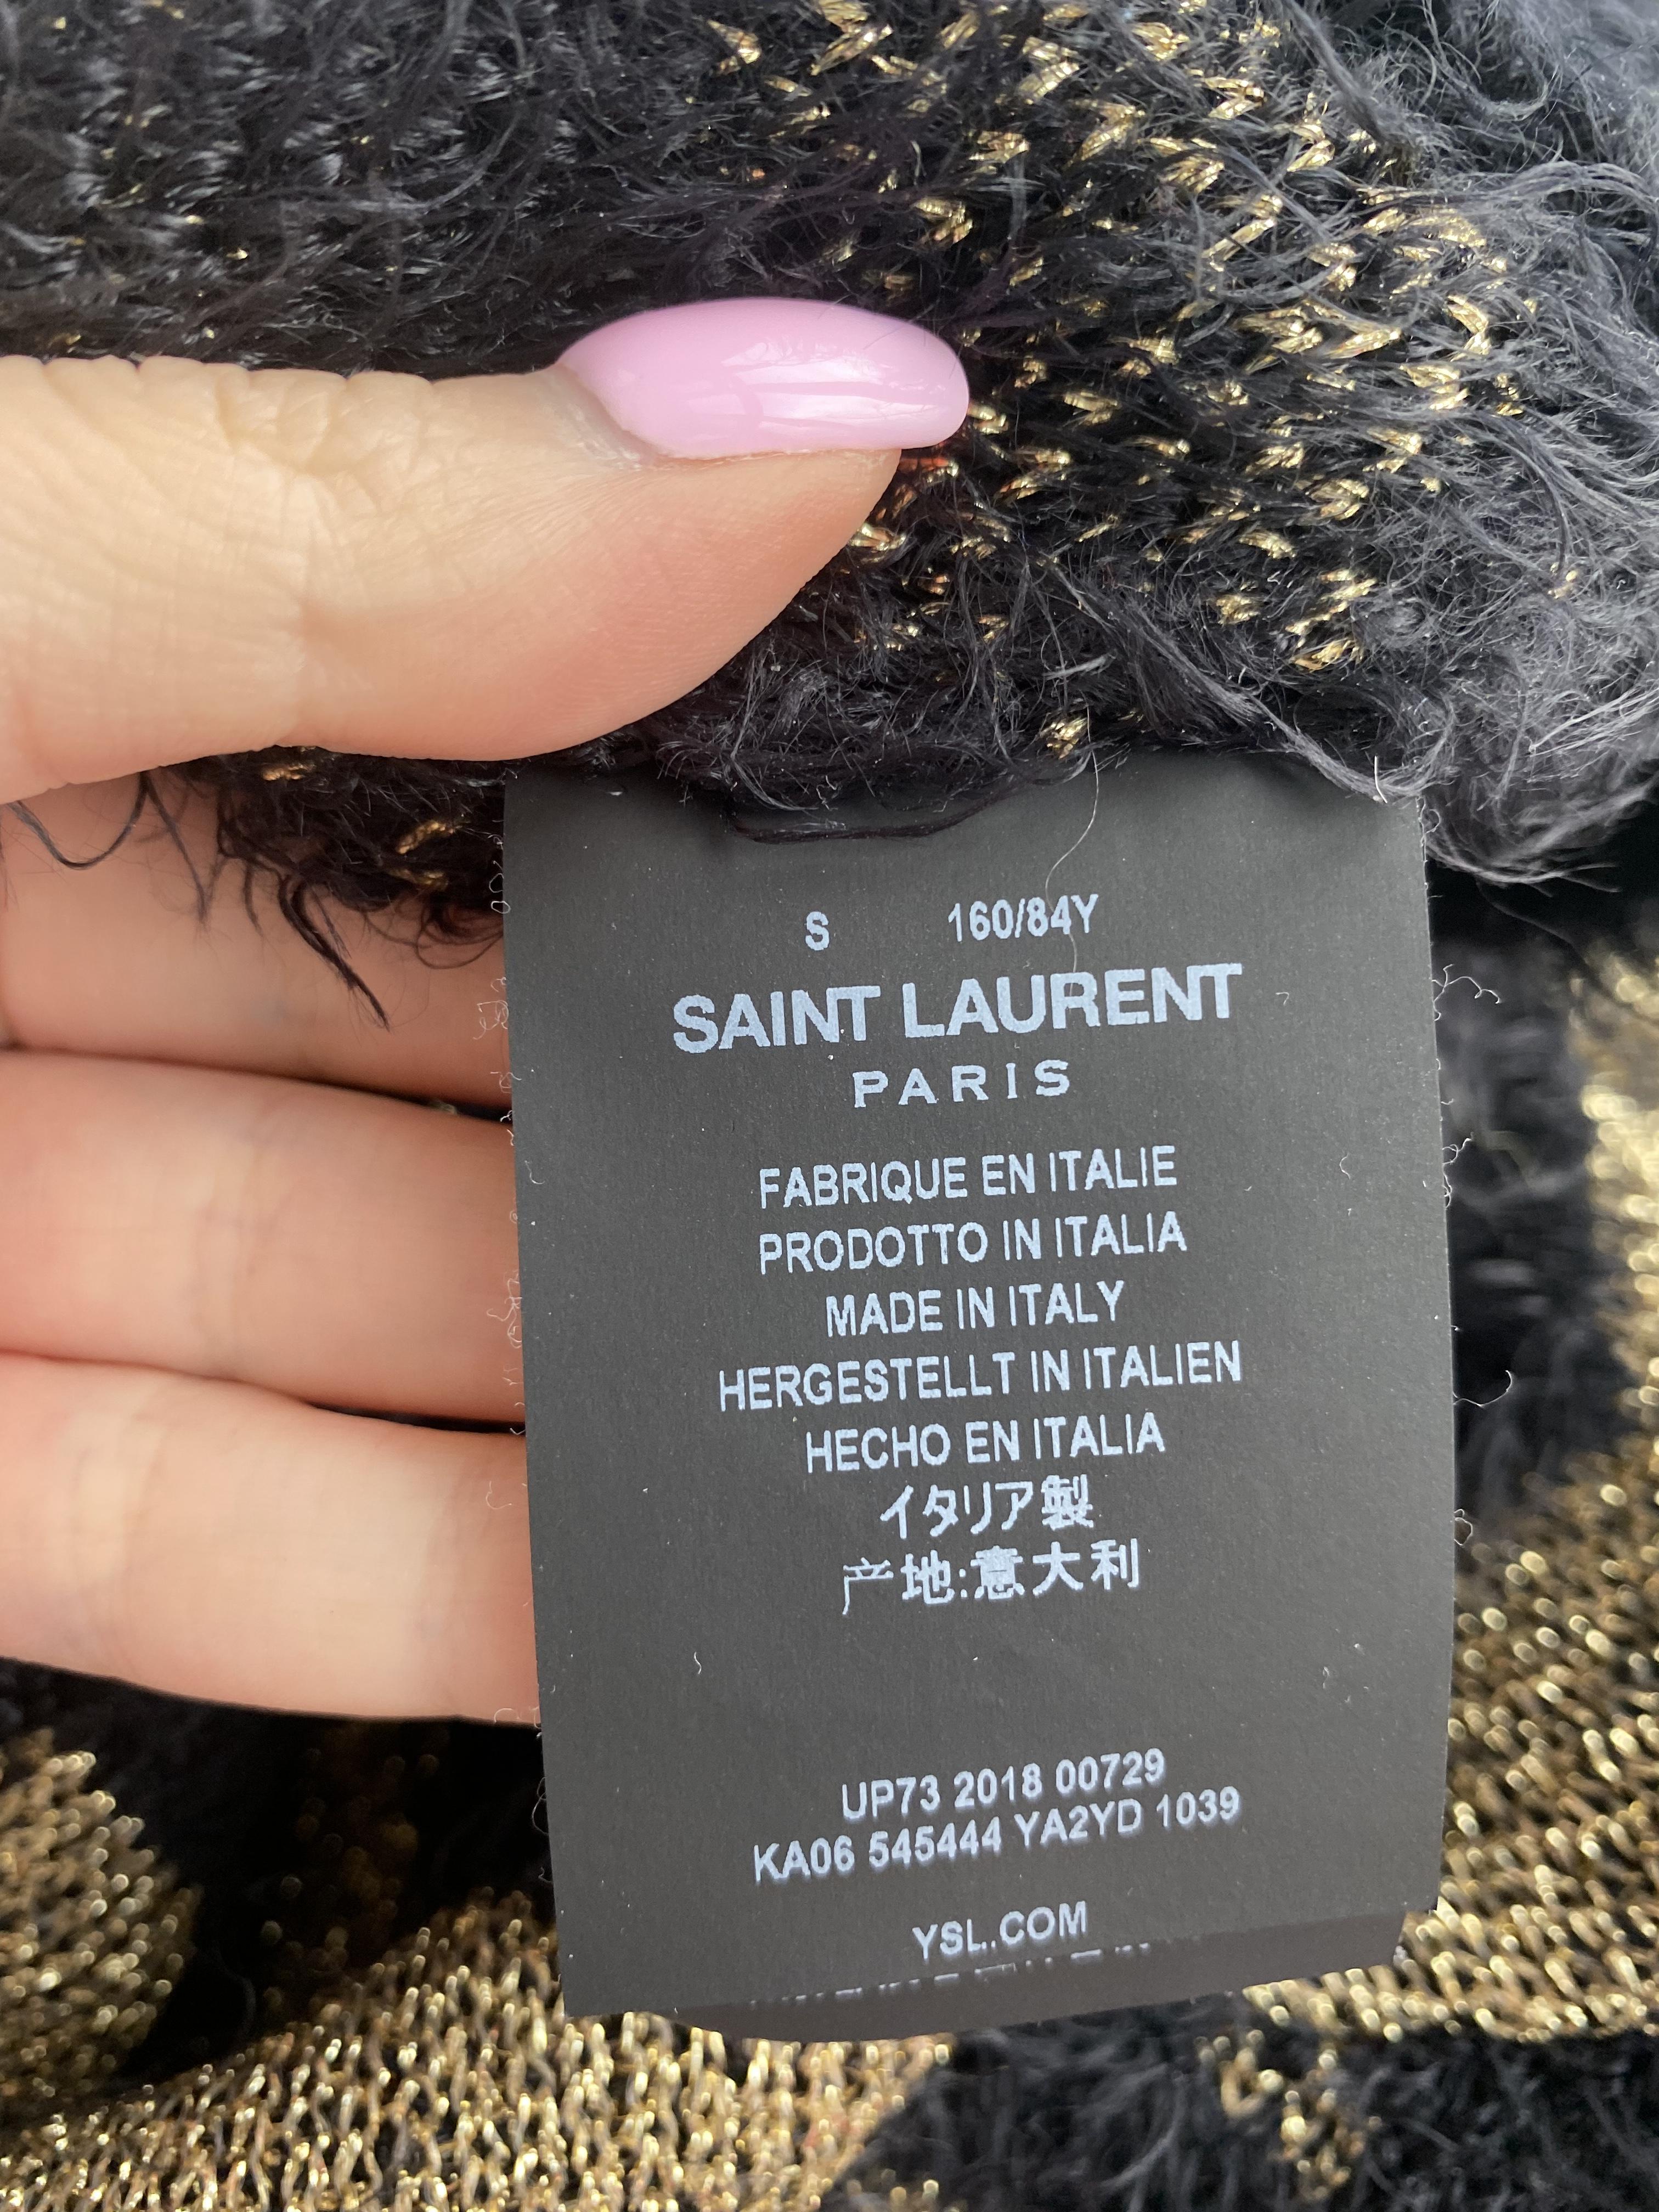 S 160/84Y
SAINT LAURENT
PARIS
FABRIQUE EN ITALIE
PRODOTTO IN ITALIA
MADE IN ITALY
HERGESTELLT IN ITALIEN
HECHO EN ITALIA
イタリア製
产地:意大利
UP73 2018 00729
KA06 545444 YA2YD 1039
YSL.COM